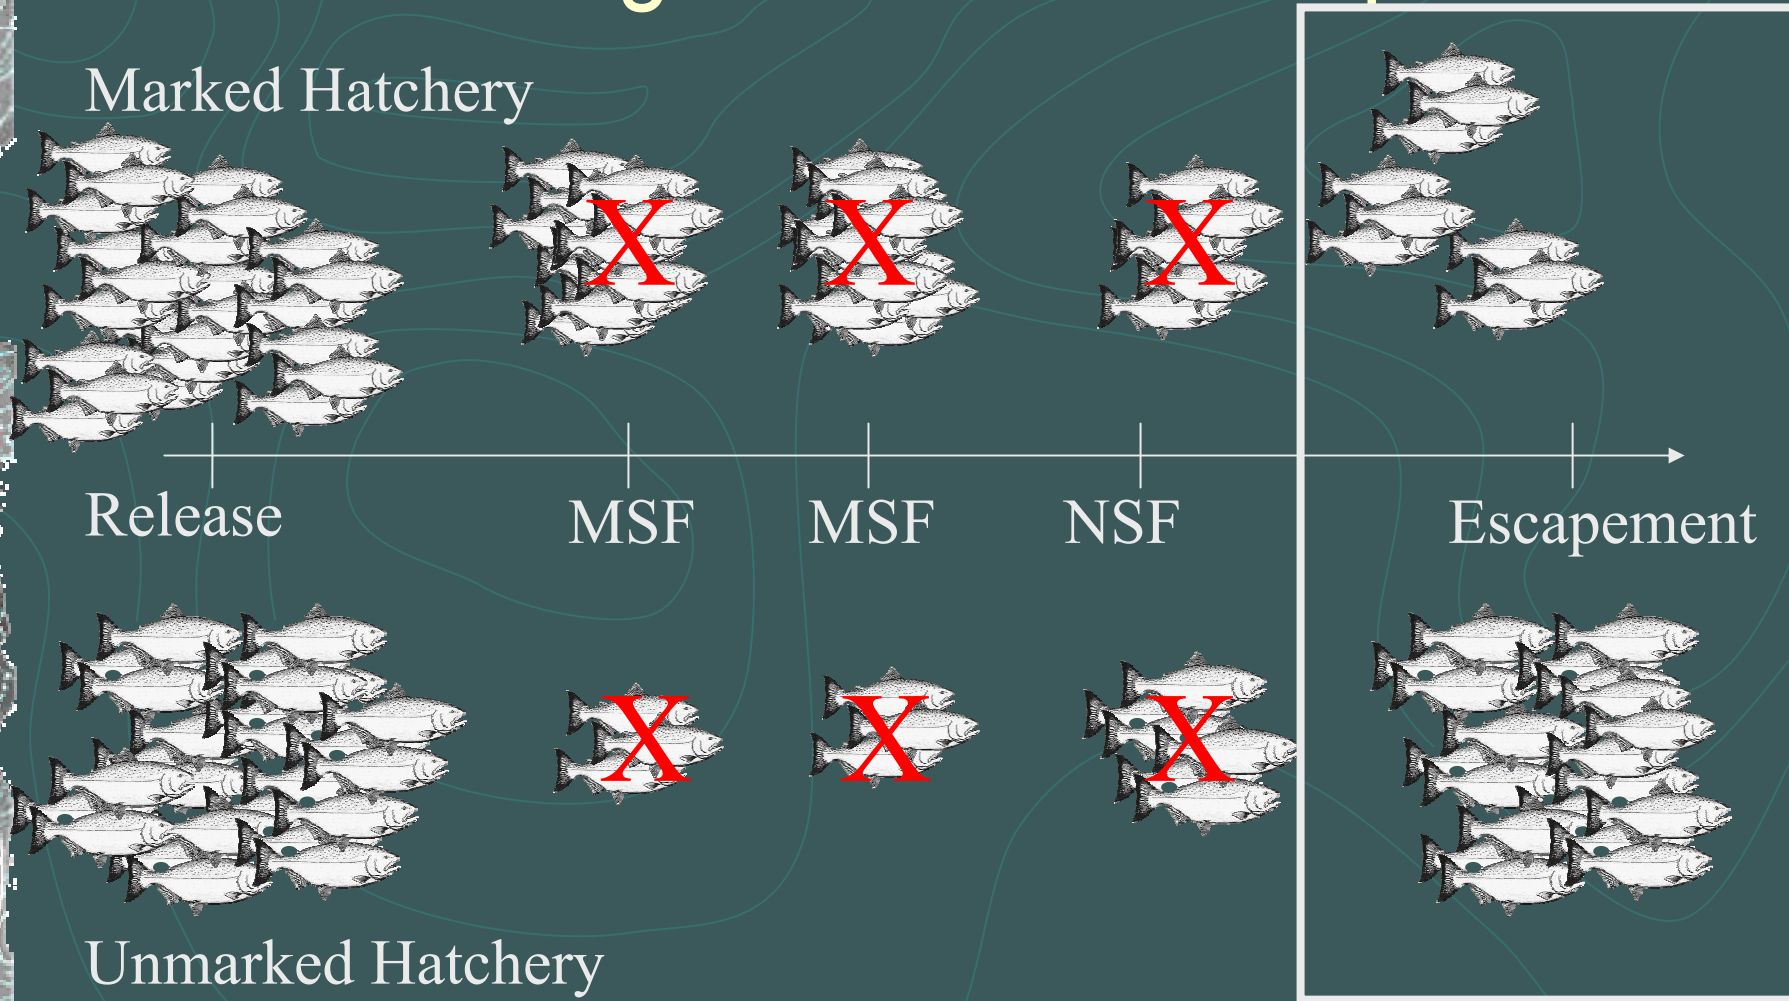 Marked Hatchery
X X X
Release MSF MSF NSF Escapement
X X X
Unmarked Hatchery